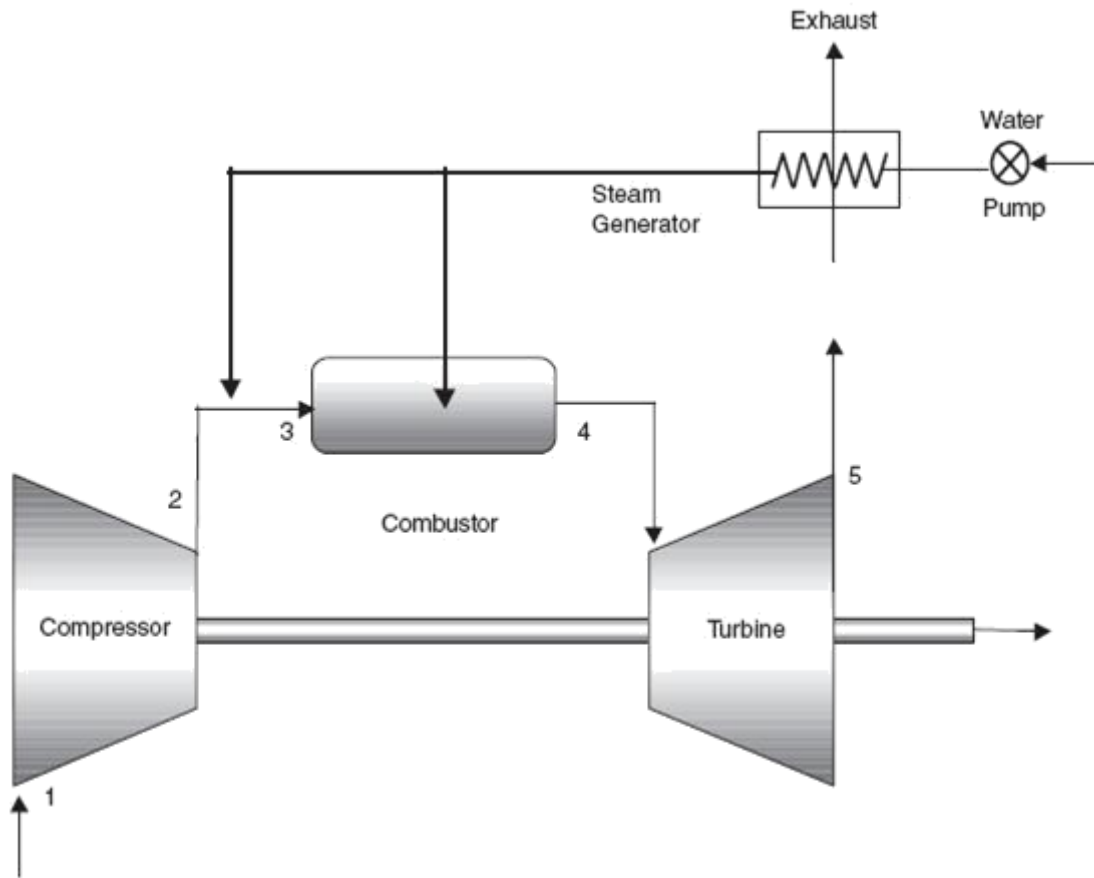 Exhaust
Water
Pump
Steam
Generator
3
4
2
5
Combustor
Compressor
Turbine
1